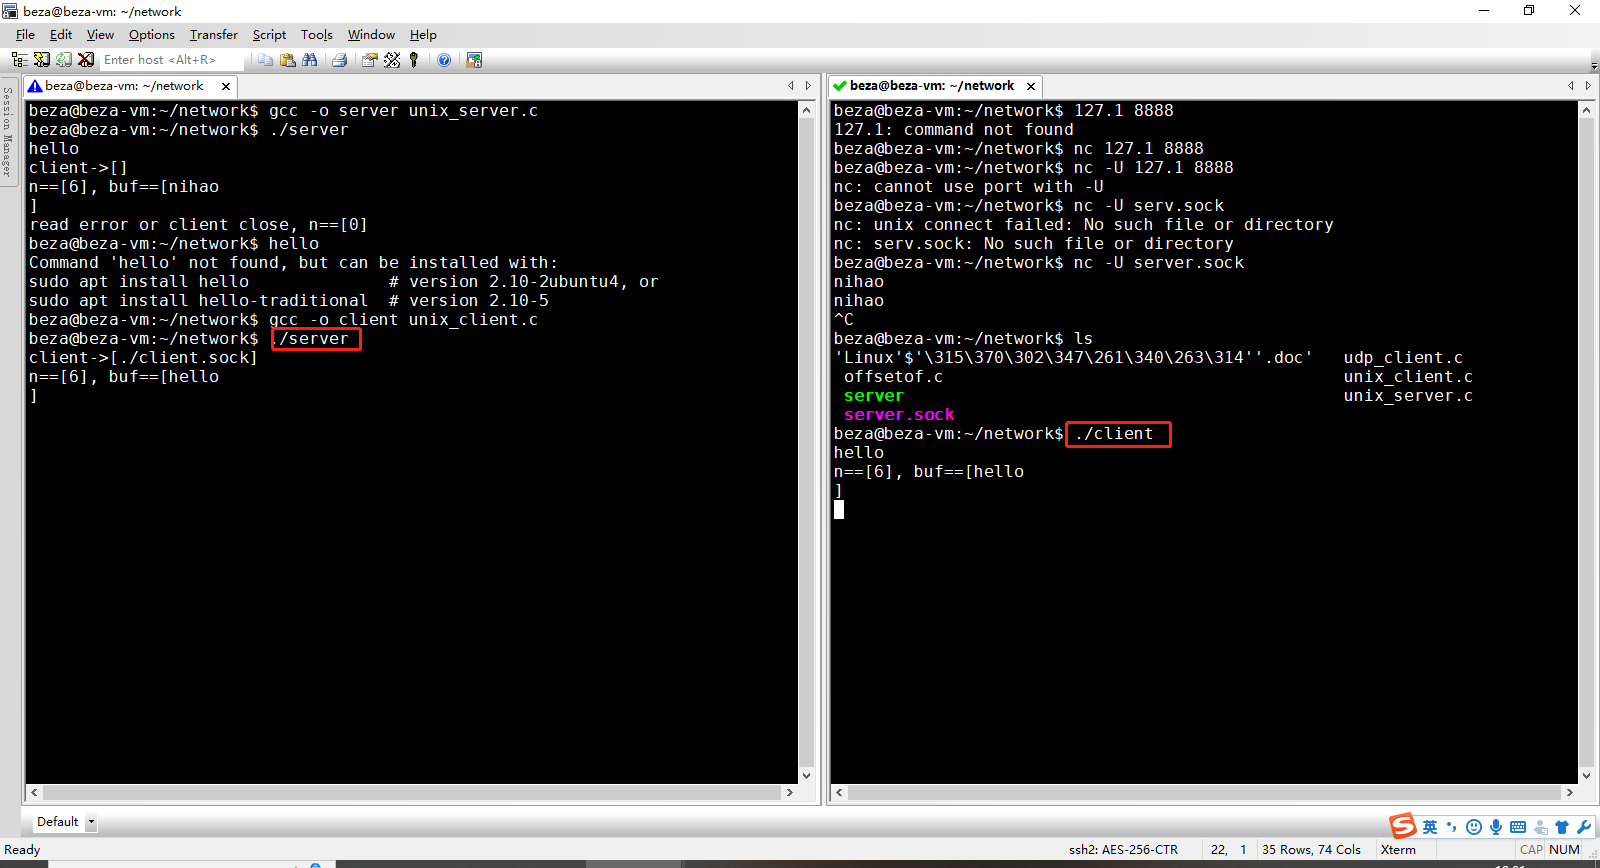 beza@beza-vm: ~/network
File Edit View Options Transfer Script Tools Window Help
Enter host <Alt+R>
Session Manager
beza@beza-vm: ~/network
beza@beza-vm:~/network$ gcc -o server unix_server.c
beza@beza-vm:~/network$ ./server
hello
client->[]
n==[6], buf==[nihao
]
read error or client close, n==[0]
beza@beza-vm:~/network$ hello
Command 'hello' not found, but can be installed with:
sudo apt install hello              # version 2.10-2ubuntu4, or
sudo apt install hello-traditional  # version 2.10-5
beza@beza-vm:~/network$ gcc -o client unix_client.c
beza@beza-vm:~/network$ ./server
client->[./client.sock]
n==[6], buf==[hello
]
beza@beza-vm: ~/network
beza@beza-vm:~/network$ 127.1 8888
127.1: command not found
beza@beza-vm:~/network$ nc 127.1 8888
beza@beza-vm:~/network$ nc -U 127.1 8888
nc: cannot use port with -U
beza@beza-vm:~/network$ nc -U serv.sock
nc: unix connect failed: No such file or directory
nc: serv.sock: No such file or directory
beza@beza-vm:~/network$ nc -U server.sock
nihao
nihao
^C
beza@beza-vm:~/network$ ls
'Linux'$'\315\370\302\347\261\340\263\314''.doc'   udp_client.c
offsetof.c                                        unix_client.c
server                                            unix_server.c
server.sock
beza@beza-vm:~/network$ ./client
hello
n==[6], buf==[hello
]
Default
英
Ready
ssh2: AES-256-CTR 22, 1 35 Rows, 74 Cols Xterm CAP NUM